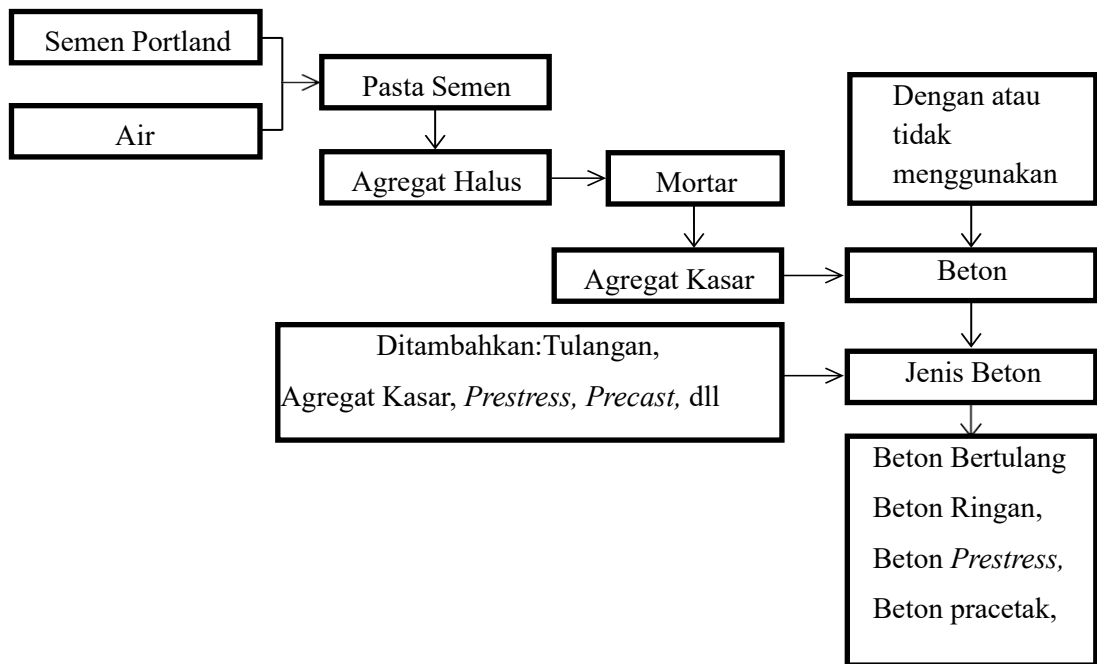 Semen Portland
Air
Pasta Semen
Agregat Halus
Mortar
Agregat Kasar
Dengan atau
tidak
menggunakan
Beton
Ditambahkan:Tulangan,
Agregat Kasar, Prestress, Precast, dll
Jenis Beton
Beton Bertulang
Beton Ringan,
Beton Prestress,
Beton pracetak,